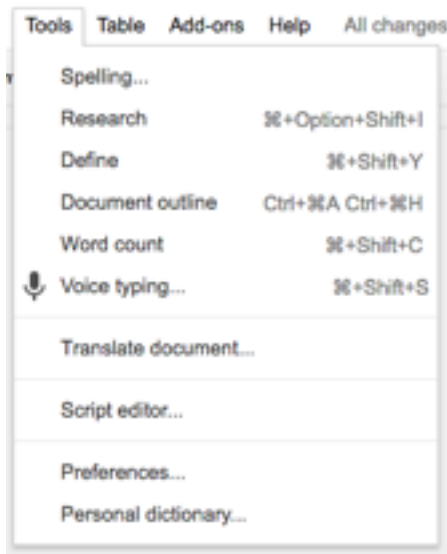 Tools Table Add-ons Help All changes
Spelling...
Research ⌘+Option+Shift+I
Define ⌘+Shift+Y
Document outline Ctrl+⌘A Ctrl+⌘H
Word count ⌘+Shift+C
Voice typing... ⌘+Shift+S
Translate document...
Script editor...
Preferences...
Personal dictionary...